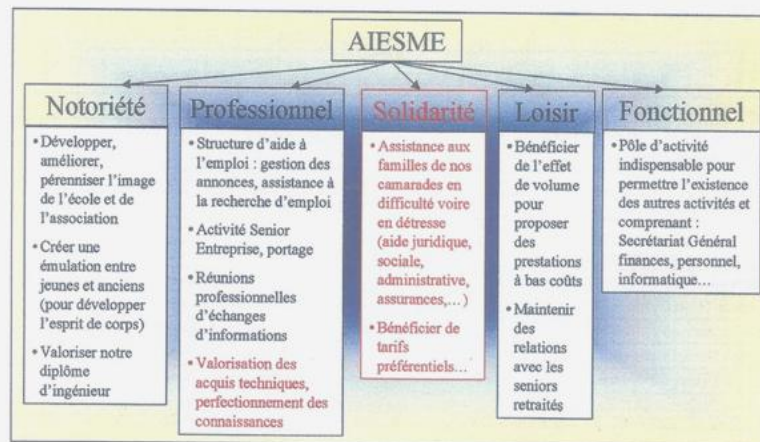 AIESME
Notoriété
• Développer,
améliorer,
pérenniser l'image
de l'école et de
l'association
• Créer une
émulation entre
jeunes et anciens
(pour développer
l'esprit de corps)
• Valoriser notre
diplôme
d'ingénieur
Professionnel
• Structure d'aide à
l'emploi : gestion des
annonces, assistance à
la recherche d'emploi
• Activité Senior
Entreprise, portage
• Réunions
professionnelles
d'échanges
d'informations
• Valorisation des
acquis techniques,
perfectionnement des
connaissances
Solidarité
• Assistance aux
familles de nos
camarades en
difficulté voire
en détresse
(aide juridique,
sociale,
administrative,
assurances,…)
• Bénéficier de
tarifs
préférentiels…
Loisir
• Bénéficier
de l'effet
de volume
pour
proposer
des
prestations
à bas coûts
• Maintenir
des
relations
avec les
seniors
retraités
Fonctionnel
• Pôle d'activité
indispensable pour
permettre l'existence
des autres activités et
comprenant :
Secrétariat Général
finances, personnel,
informatique…